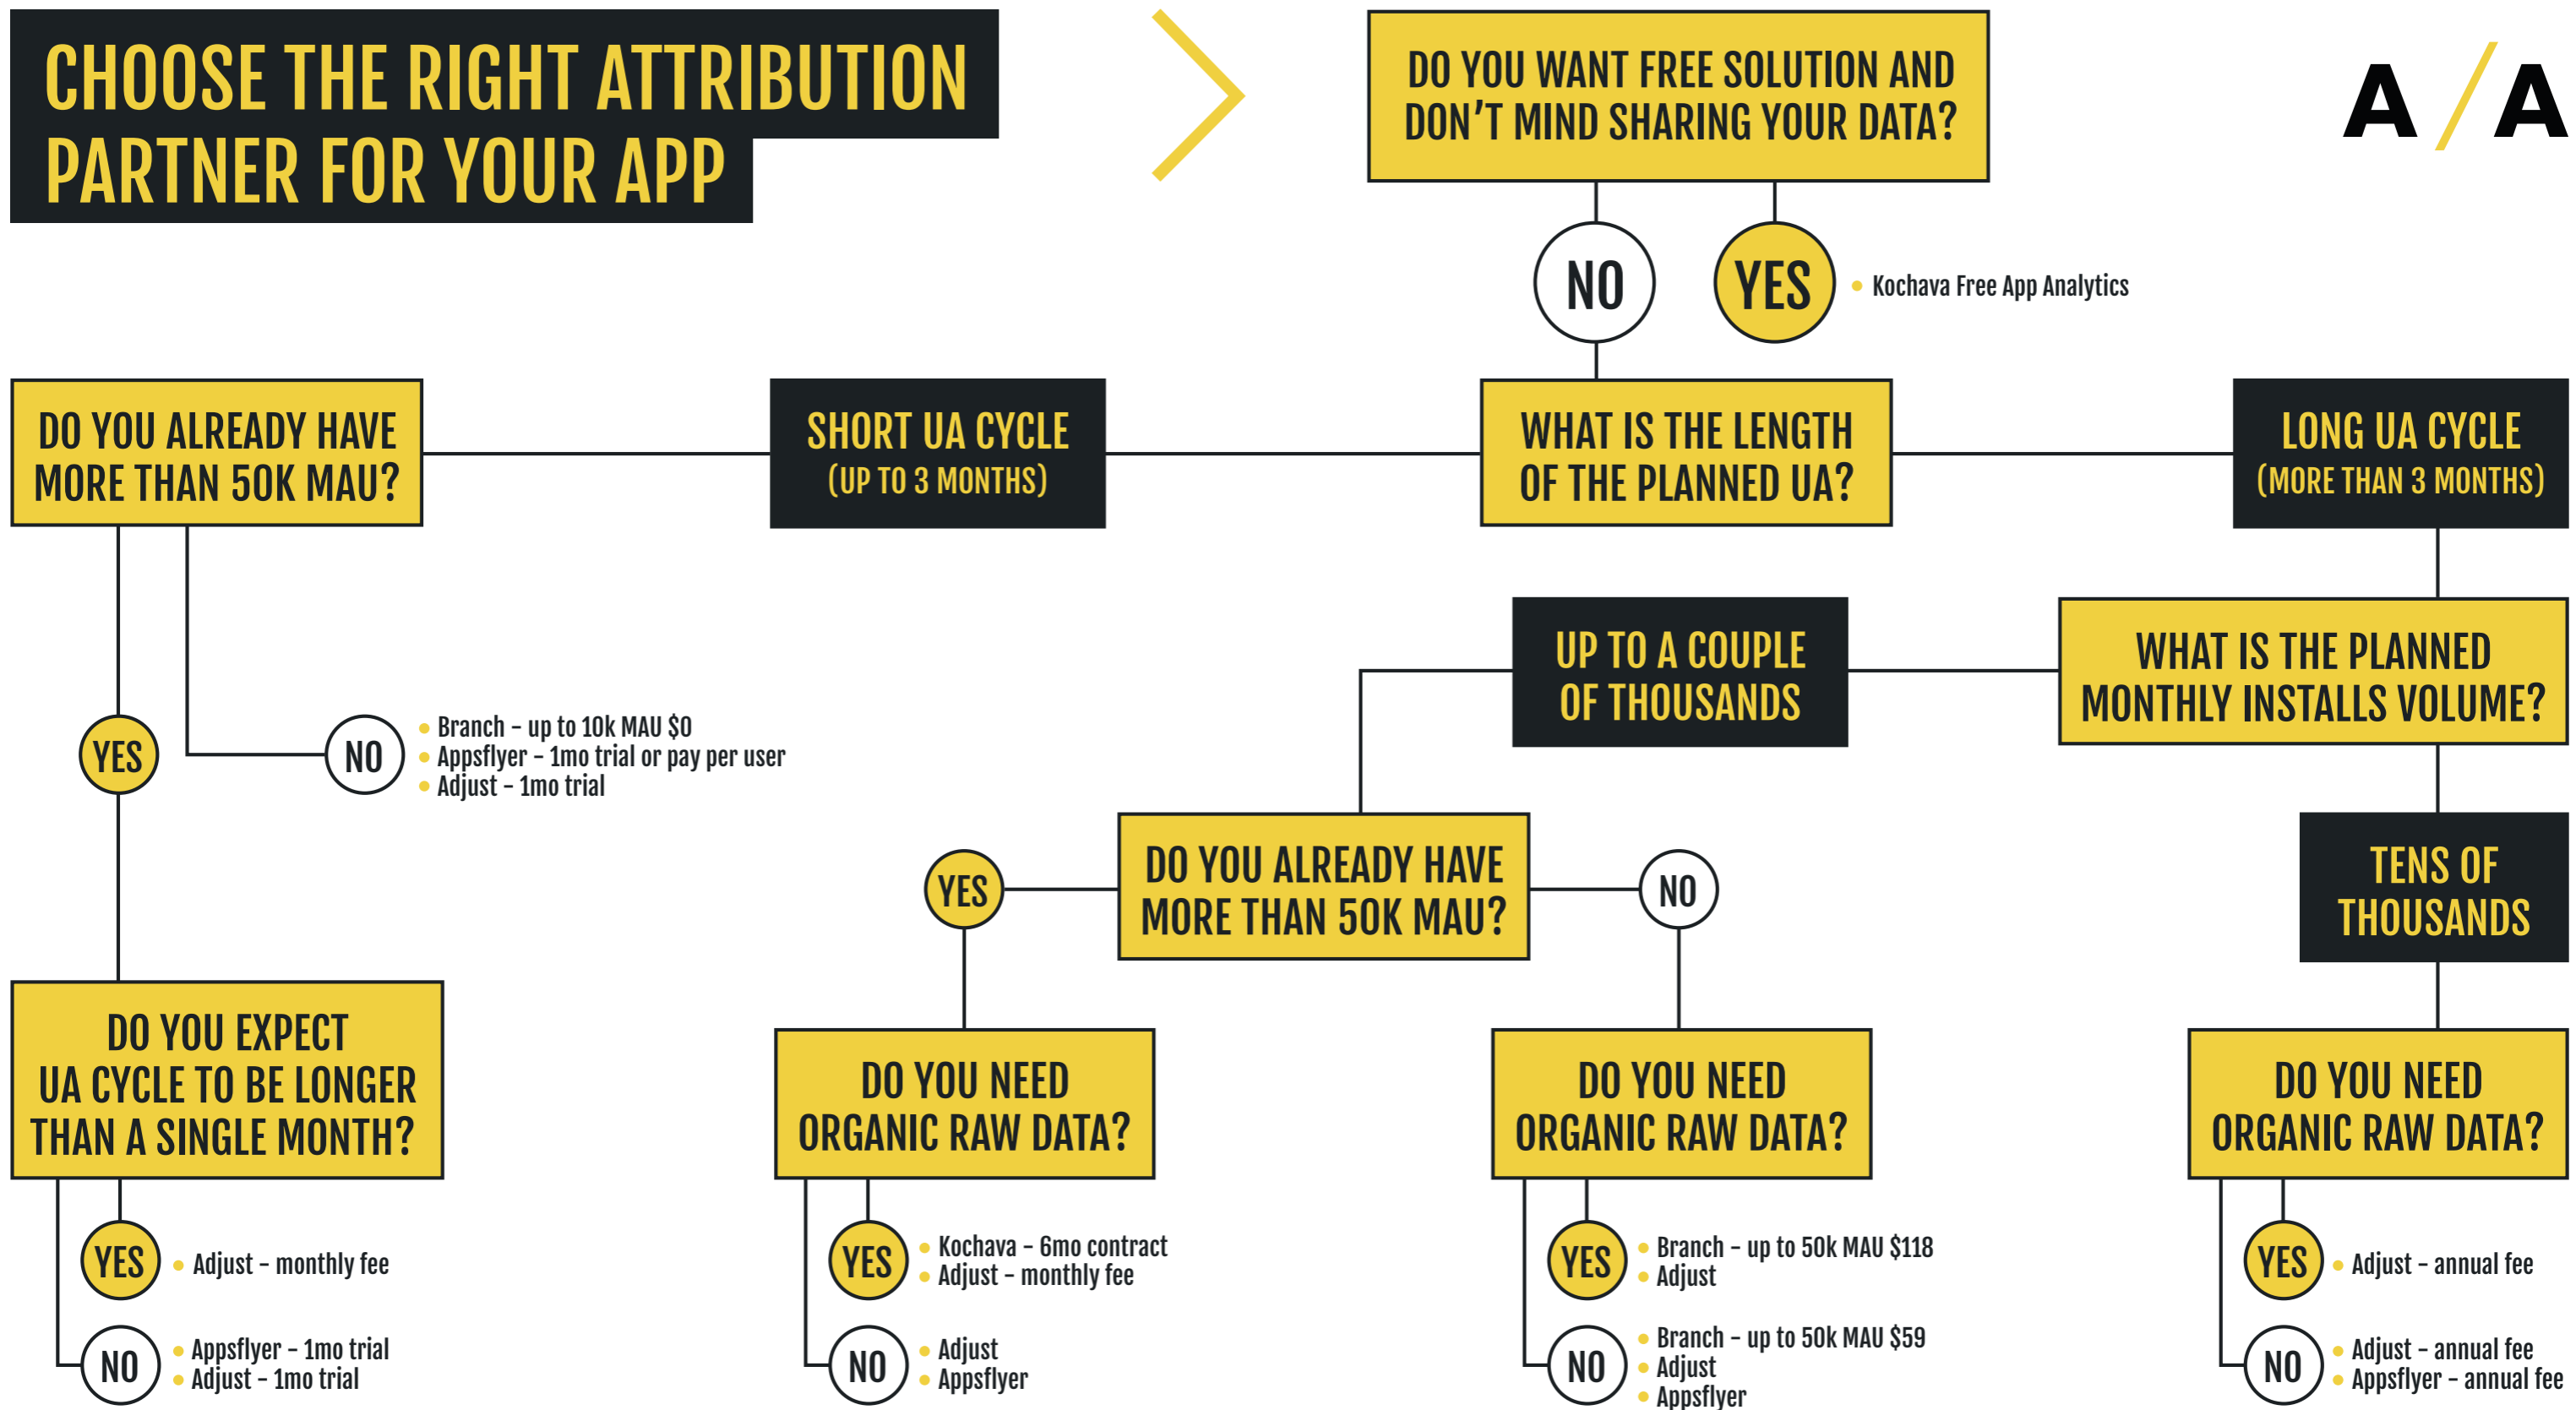 CHOOSE THE RIGHT ATTRIBUTION
PARTNER FOR YOUR APP
DO YOU WANT FREE SOLUTION AND
DON'T MIND SHARING YOUR DATA?
A / A
NO
YES
Kochava Free App Analytics
DO YOU ALREADY HAVE
MORE THAN 50K MAU?
SHORT UA CYCLE
(UP TO 3 MONTHS)
WHAT IS THE LENGTH
OF THE PLANNED UA?
LONG UA CYCLE
(MORE THAN 3 MONTHS)
UP TO A COUPLE
OF THOUSANDS
WHAT IS THE PLANNED
MONTHLY INSTALLS VOLUME?
YES
NO
Branch – up to 10k MAU $0
Appsflyer – 1mo trial or pay per user
Adjust – 1mo trial
YES
DO YOU ALREADY HAVE
MORE THAN 50K MAU?
NO
TENS OF
THOUSANDS
DO YOU EXPECT
UA CYCLE TO BE LONGER
THAN A SINGLE MONTH?
DO YOU NEED
ORGANIC RAW DATA?
DO YOU NEED
ORGANIC RAW DATA?
DO YOU NEED
ORGANIC RAW DATA?
YES
Adjust – monthly fee
NO
Appsflyer – 1mo trial
Adjust – 1mo trial
YES
Kochava – 6mo contract
Adjust – monthly fee
NO
Adjust
Appsflyer
YES
Branch – up to 50k MAU $118
Adjust
NO
Branch – up to 50k MAU $59
Adjust
Appsflyer
YES
Adjust – annual fee
NO
Adjust – annual fee
Appsflyer – annual fee